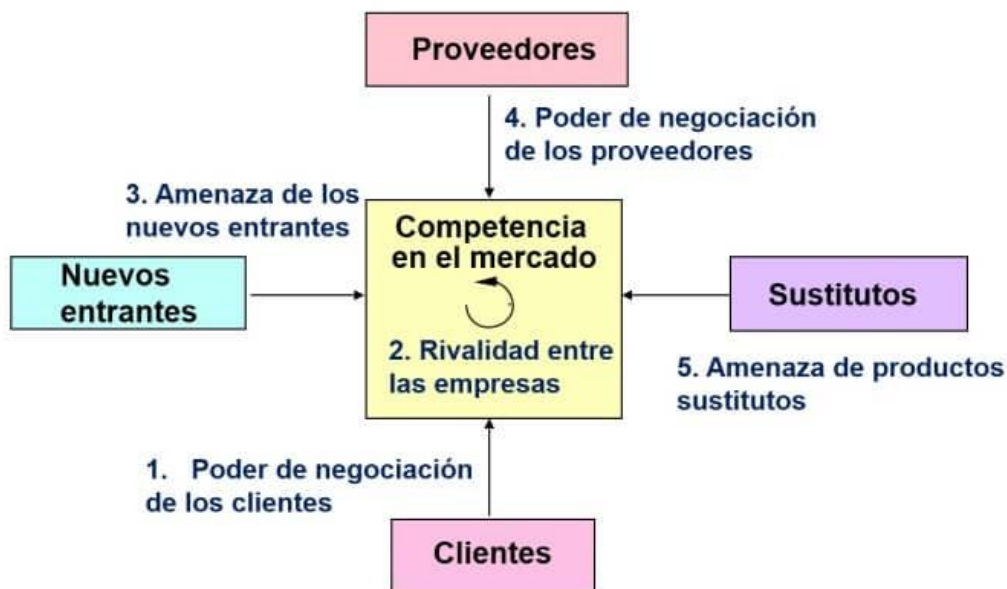 Proveedores
4. Poder de negociación
de los proveedores
3. Amenaza de los
nuevos entrantes
Competencia
en el mercado
Nuevos
entrantes
Sustitutos
2. Rivalidad entre
las empresas
5. Amenaza de productos
sustitutos
1. Poder de negociación
de los clientes
Clientes